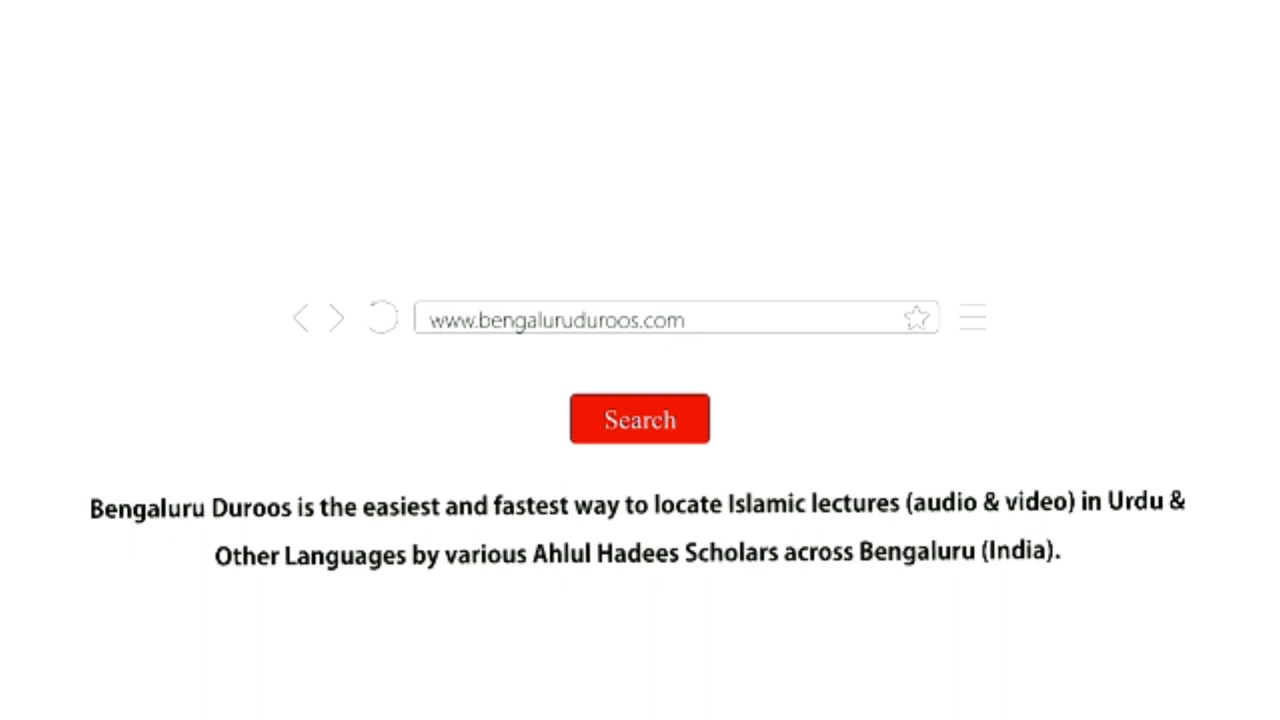 www.bengaluruduroos.com
Search
Bengaluru Duroos is the easiest and fastest way to locate Islamic lectures (audio & video) in Urdu &
Other Languages by various Ahlul Hadees Scholars across Bengaluru (India).